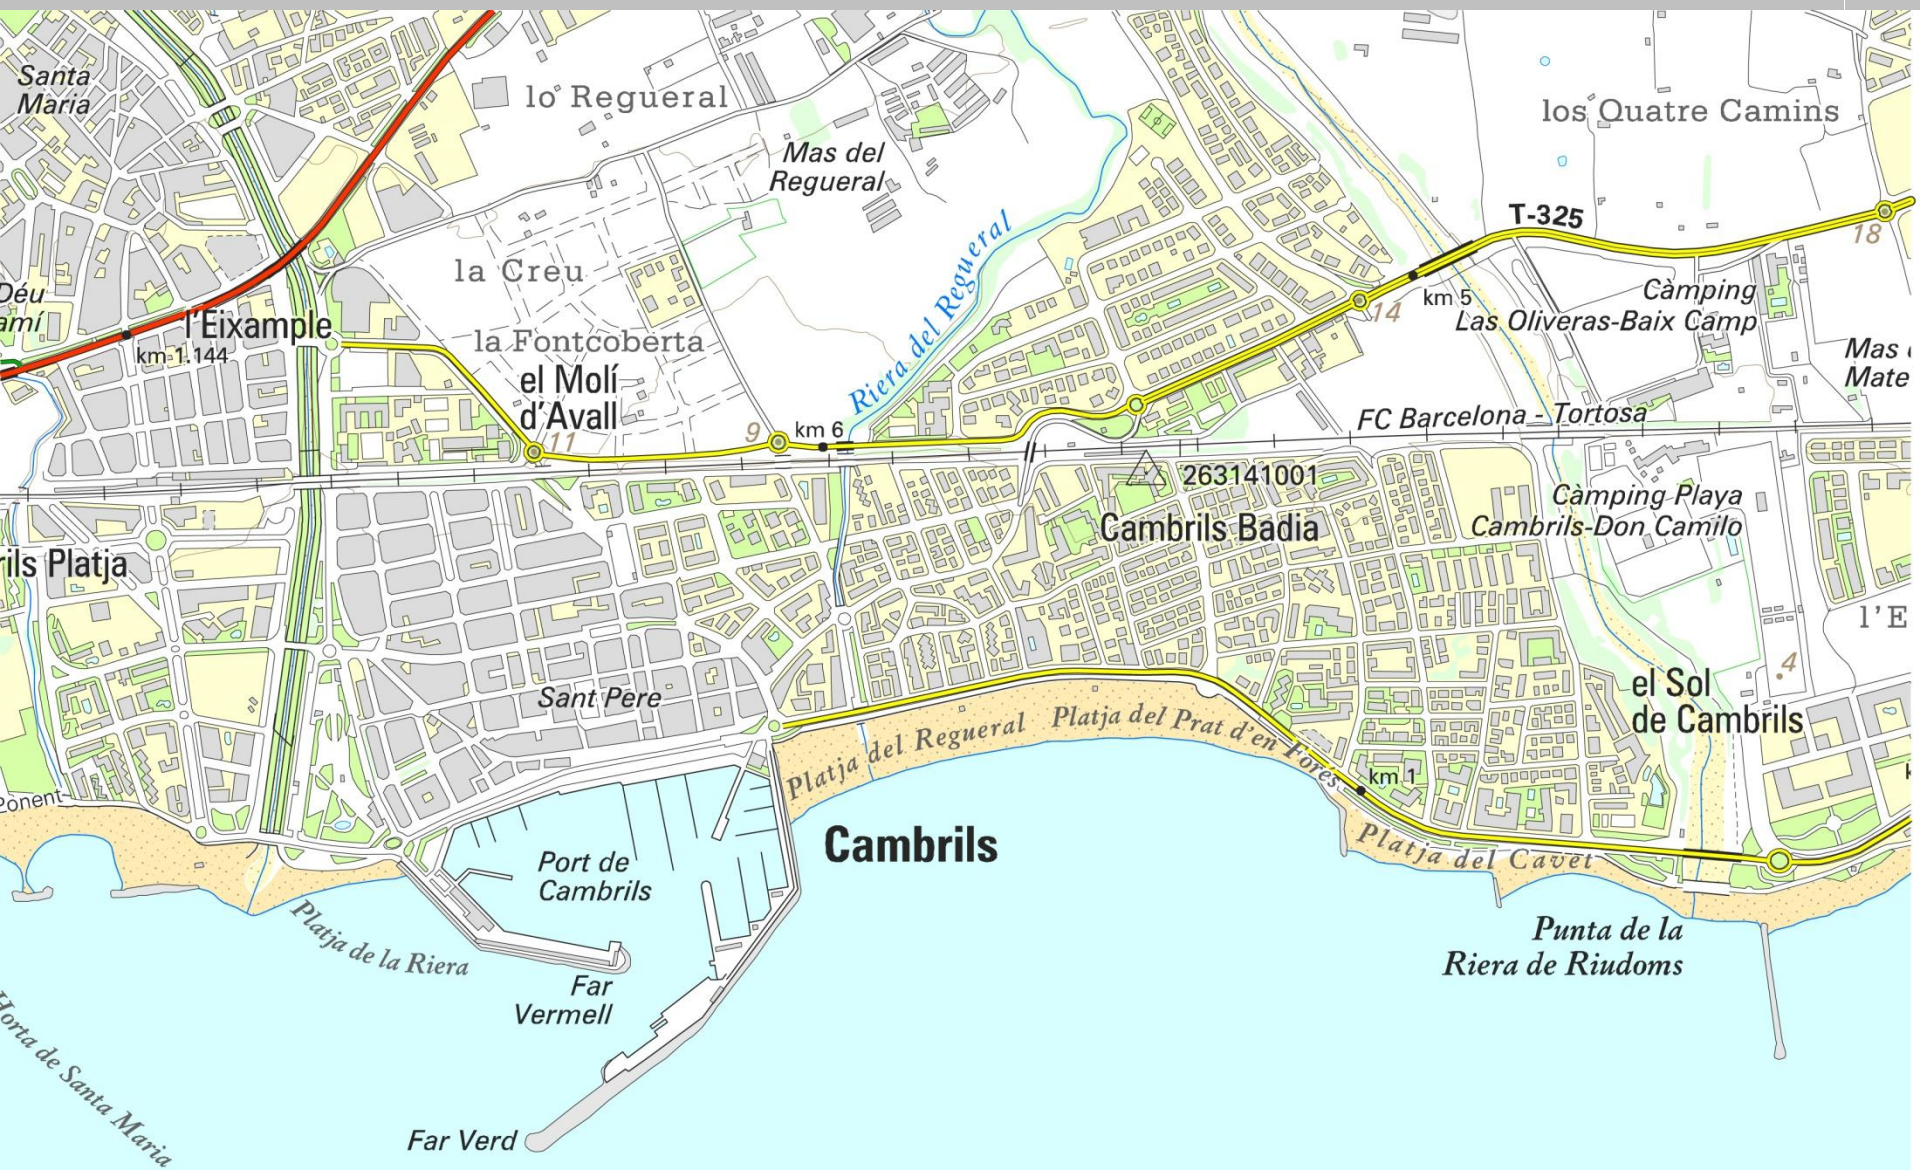 Santa
Maria
lo Regueral
los Quatre Camins
Mas del
Regueral
T-325
18
Riera del Regueral
la Creu
Déu
amí
l'Eixample
km 1.144
la Fontcoberta
el Molí
d'Avall
11
9
km 6
14
km 5
Càmping
Las Oliveras-Baix Camp
Mas
Mate
FC Barcelona - Tortosa
263141001
Cambrils Badia
Càmping Playa
Cambrils-Don Camilo
rils Platja
l'E
4
el Sol
de Cambrils
Sant Pere
Platja del Regueral
Platja del Prat d'en Forés
km 1
Ponent
Cambrils
Platja del Cavet
Port de
Cambrils
Platja de la Riera
Punta de la
Riera de Riudoms
Far
Vermell
Horta de Santa Maria
Far Verd